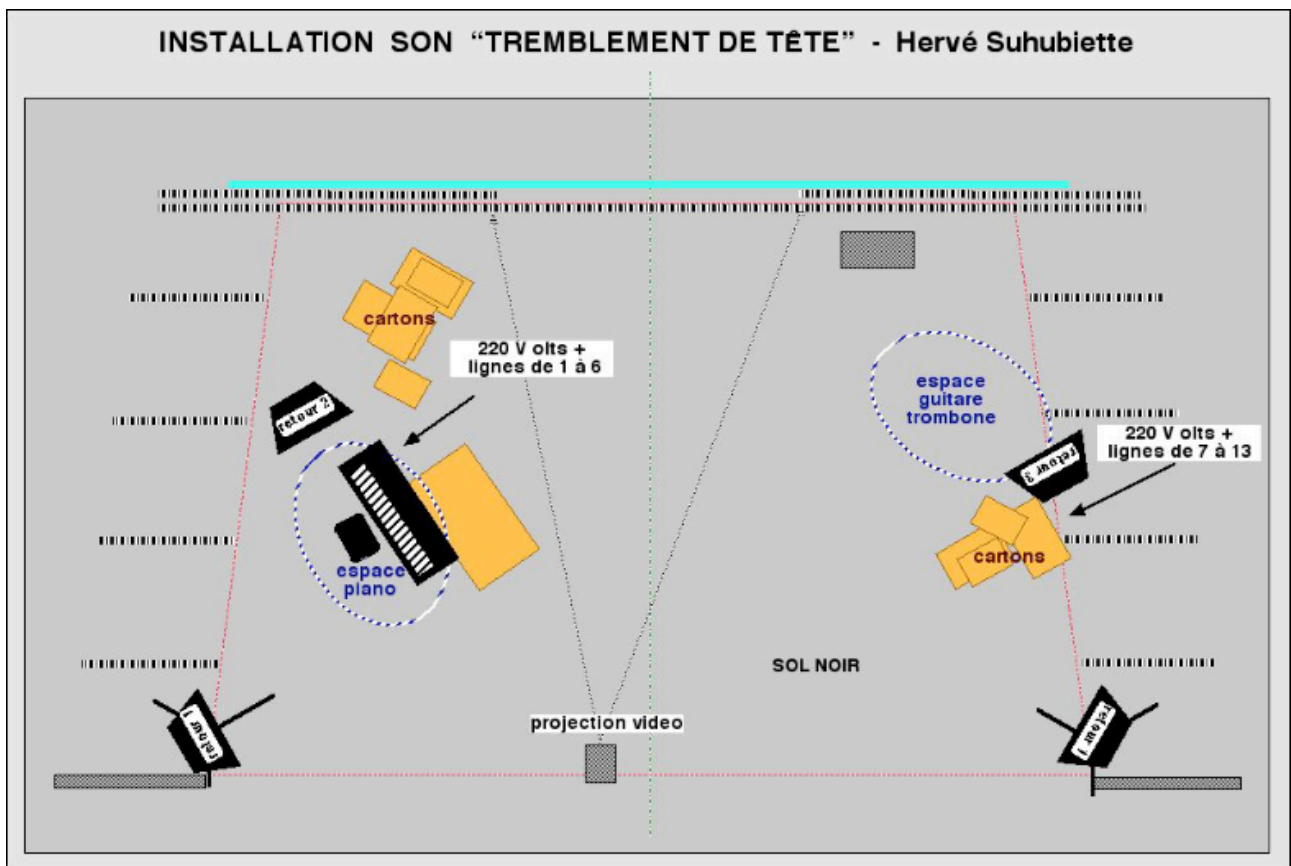 INSTALLATION SON “TREMBLEMENT DE TÊTE” - Hervé Suhubiette
cartons
220 V olts +
lignes de 1 à 6
retour 2
espace
guitare
trombone
220 V olts +
lignes de 7 à 13
retour 3
cartons
espace
piano
SOL NOIR
projection video
retour 1
retour 1